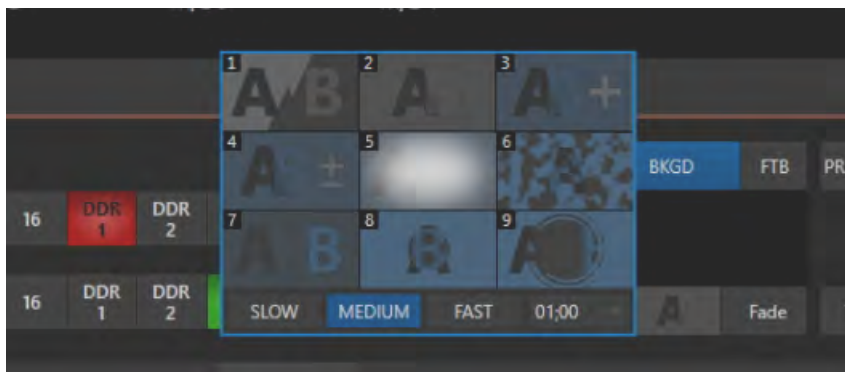 1 A B 2 A 3 A +
4 A ± 5 6
BKGD FTB PR
16 DDR 1 DDR 2
7 A B 8 B 9 A
16 DDR 1 DDR 2
SLOW MEDIUM FAST 01;00 A Fade